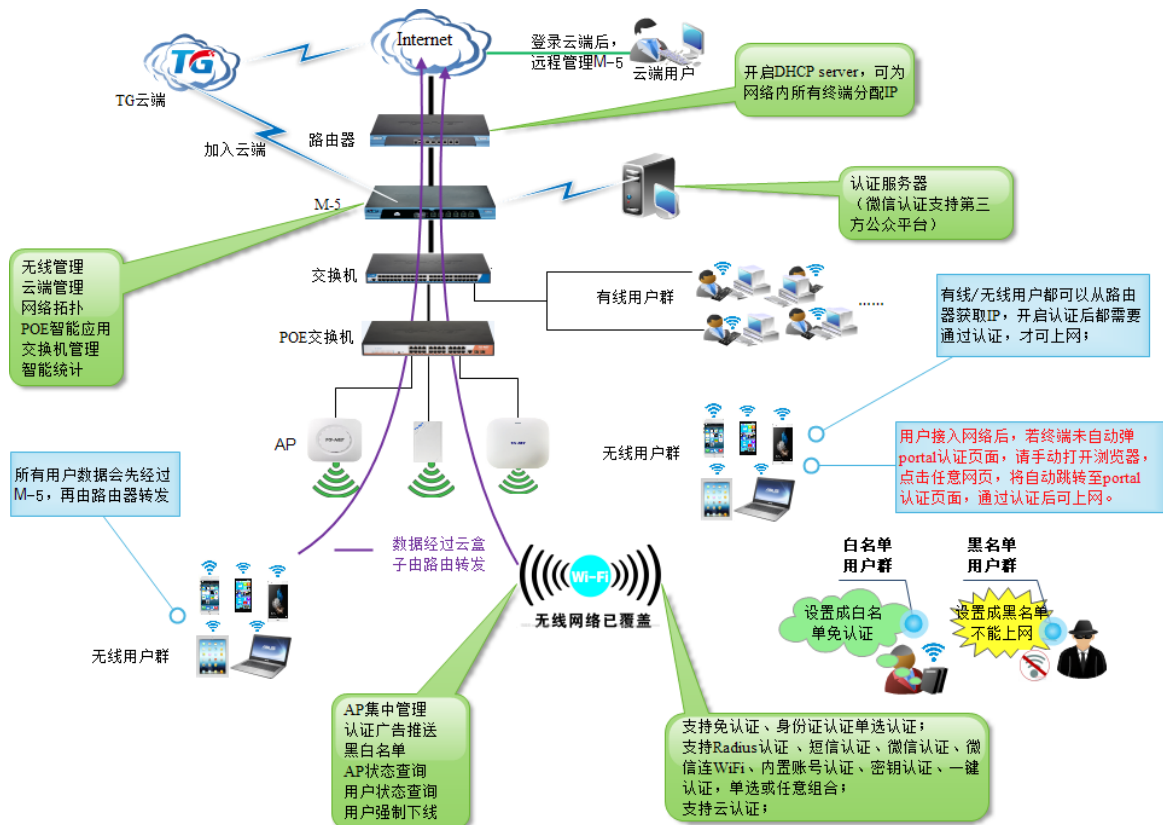 Internet
登录云端后，
远程管理M-5
云端用户
TG
TG云端
开启DHCP server，可为
网络内所有终端分配IP
路由器
加入云端
M-5
认证服务器
（微信认证支持第三
方公众平台）
无线管理
云端管理
网络拓扑
POE智能应用
交换机管理
智能统计
交换机
有线用户群
......
有线/无线用户都可以从路由
器获取IP，开启认证后都需要
通过认证，才可上网；
POE交换机
AP
无线用户群
用户接入网络后，若终端未自动弹
portal认证页面，请手动打开浏览器，
点击任意网页，将自动跳转至portal
认证页面，通过认证后可上网。
所有用户数据会先经过
M-5，再由路由器转发
数据经过云盒
子由路由转发
Wi-Fi
无线网络已覆盖
白名单
用户群
黑名单
用户群
设置成白名
单免认证
设置成黑名单
不能上网
无线用户群
AP集中管理
认证广告推送
黑白名单
AP状态查询
用户状态查询
用户强制下线
支持免认证、身份证认证单选认证；
支持Radius认证、短信认证、微信认证、微
信连WiFi、内置账号认证、密钥认证、一键
认证，单选或任意组合；
支持云认证；